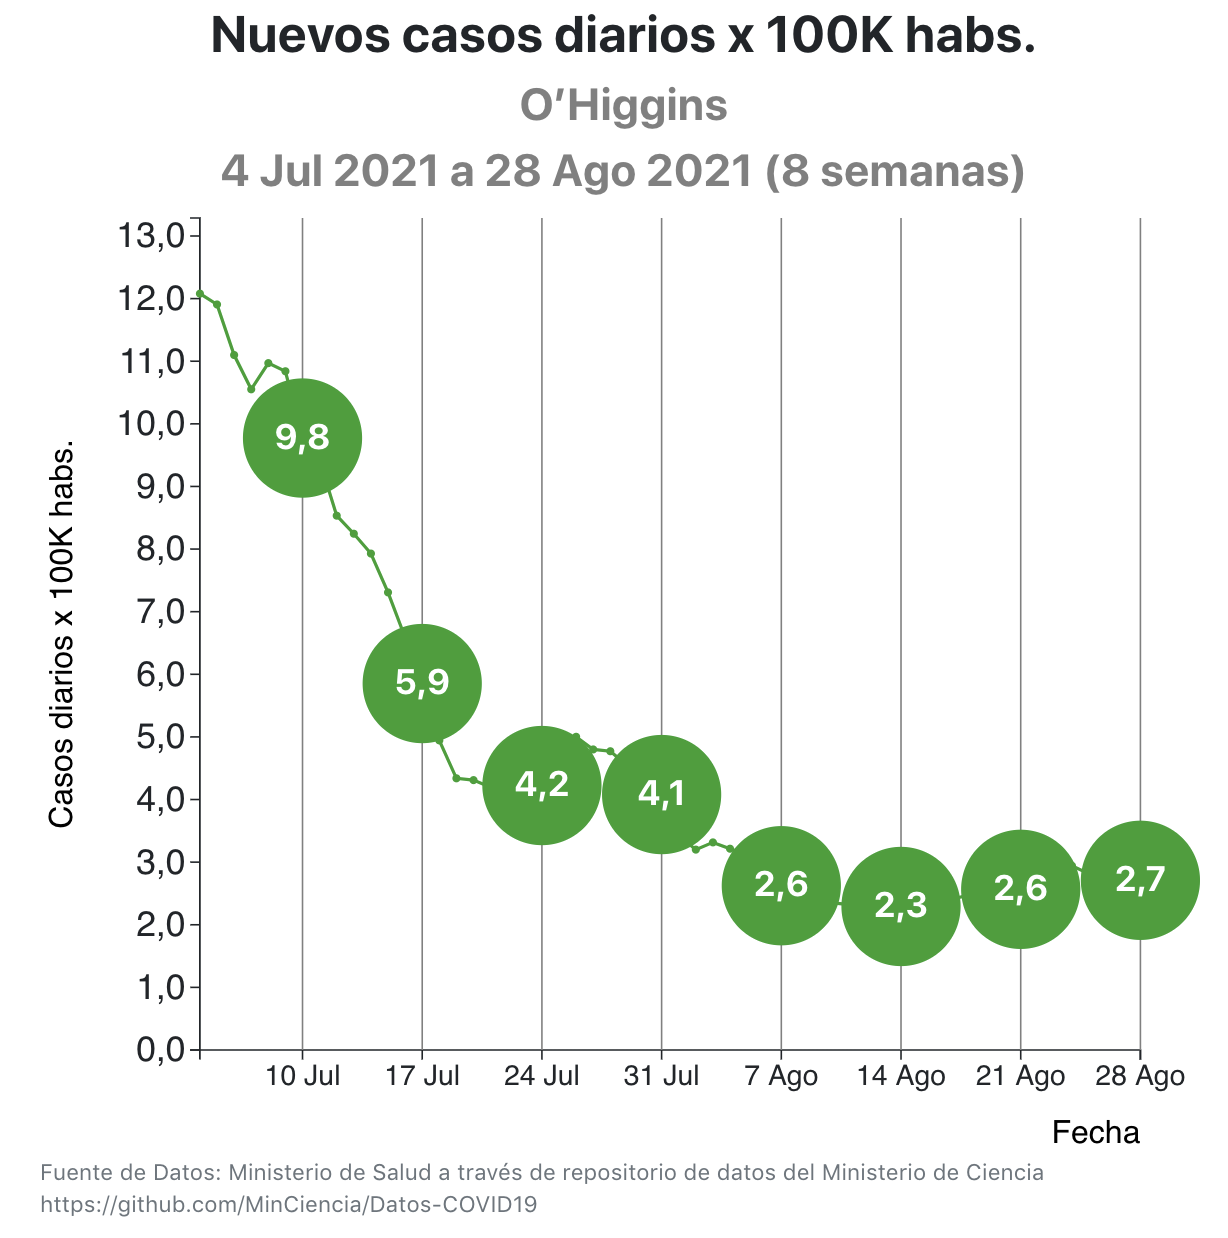 Nuevos casos diarios x 100K habs.
O’Higgins
4 Jul 2021 a 28 Ago 2021 (8 semanas)
13,0
12,0
11,0
10,0
9,0
8,0
7,0
6,0
5,0
4,0
3,0
2,0
1,0
0,0
Casos diarios x 100K habs.
9,8
5,9
4,2
4,1
2,6
2,3
2,6
2,7
10 Jul
17 Jul
24 Jul
31 Jul
7 Ago
14 Ago
21 Ago
28 Ago
Fecha
Fuente de Datos: Ministerio de Salud a través de repositorio de datos del Ministerio de Ciencia
https://github.com/MinCiencia/Datos-COVID19